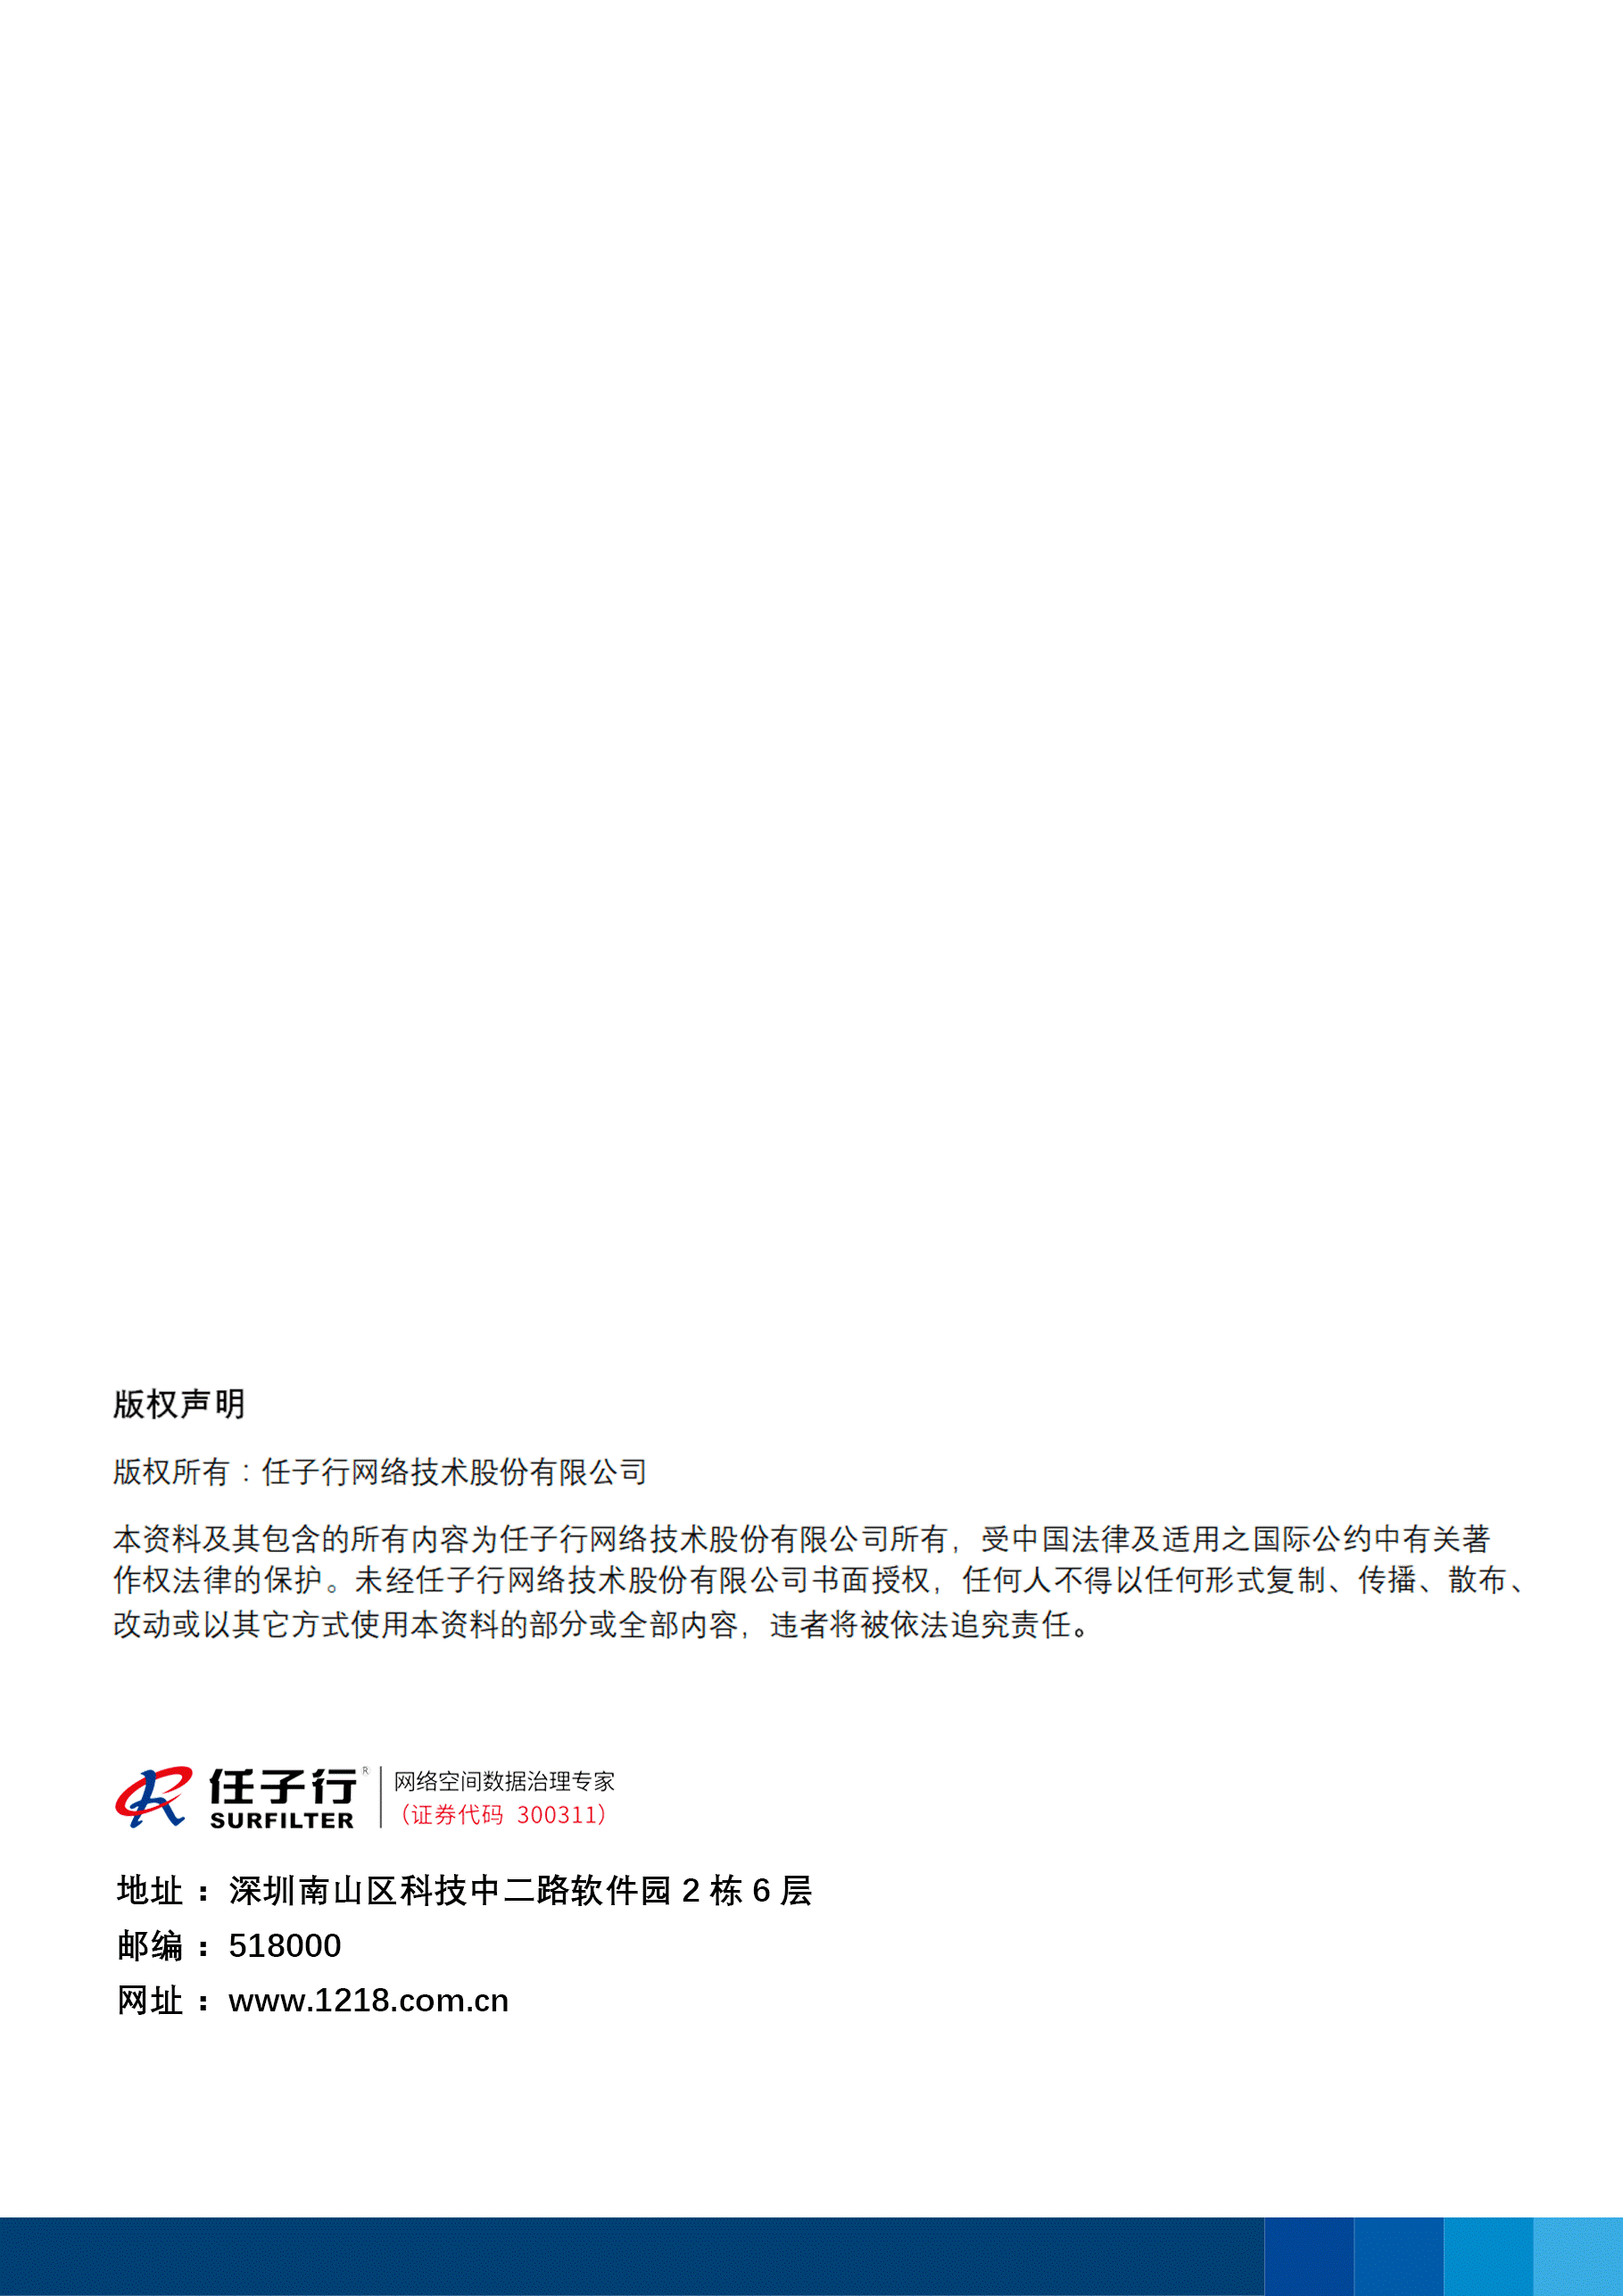 版权声明
版权所有：任子行网络技术股份有限公司
本资料及其包含的所有内容为任子行网络技术股份有限公司所有，受中国法律及适用之国际公约中有关著
作权法律的保护。未经任子行网络技术股份有限公司书面授权，任何人不得以任何形式复制、传播、散布、
改动或以其它方式使用本资料的部分或全部内容，违者将被依法追究责任。
任子行® 网络空间数据治理专家
SURFILTER （证券代码 300311）
地址：深圳南山区科技中二路软件园 2 栋 6 层
邮编：518000
网址：www.1218.com.cn